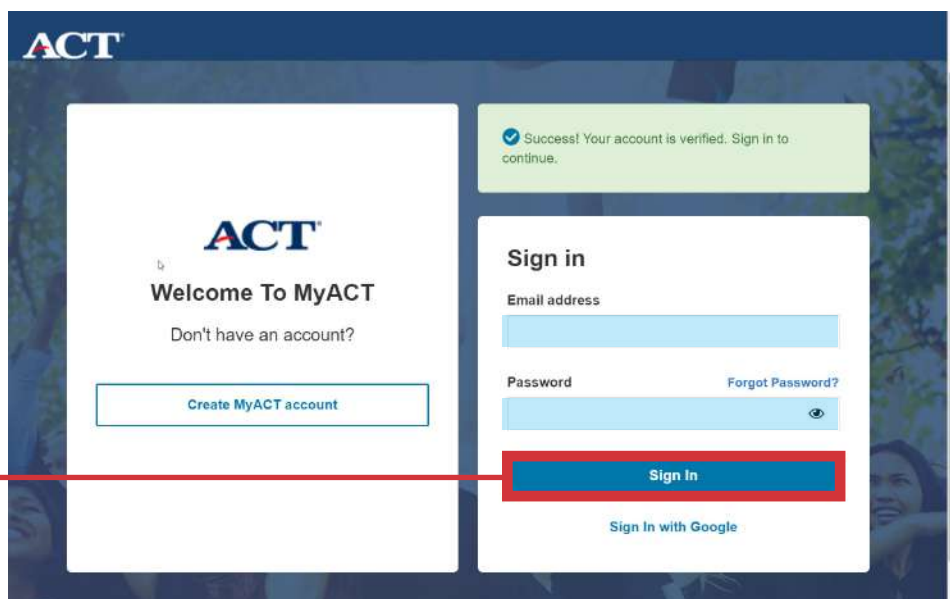 ACT
ACT
Welcome To MyACT
Don't have an account?
Create MyACT account
Success! Your account is verified. Sign in to
continue.
Sign in
Email address
Password
Forgot Password?
Sign In
Sign In with Google